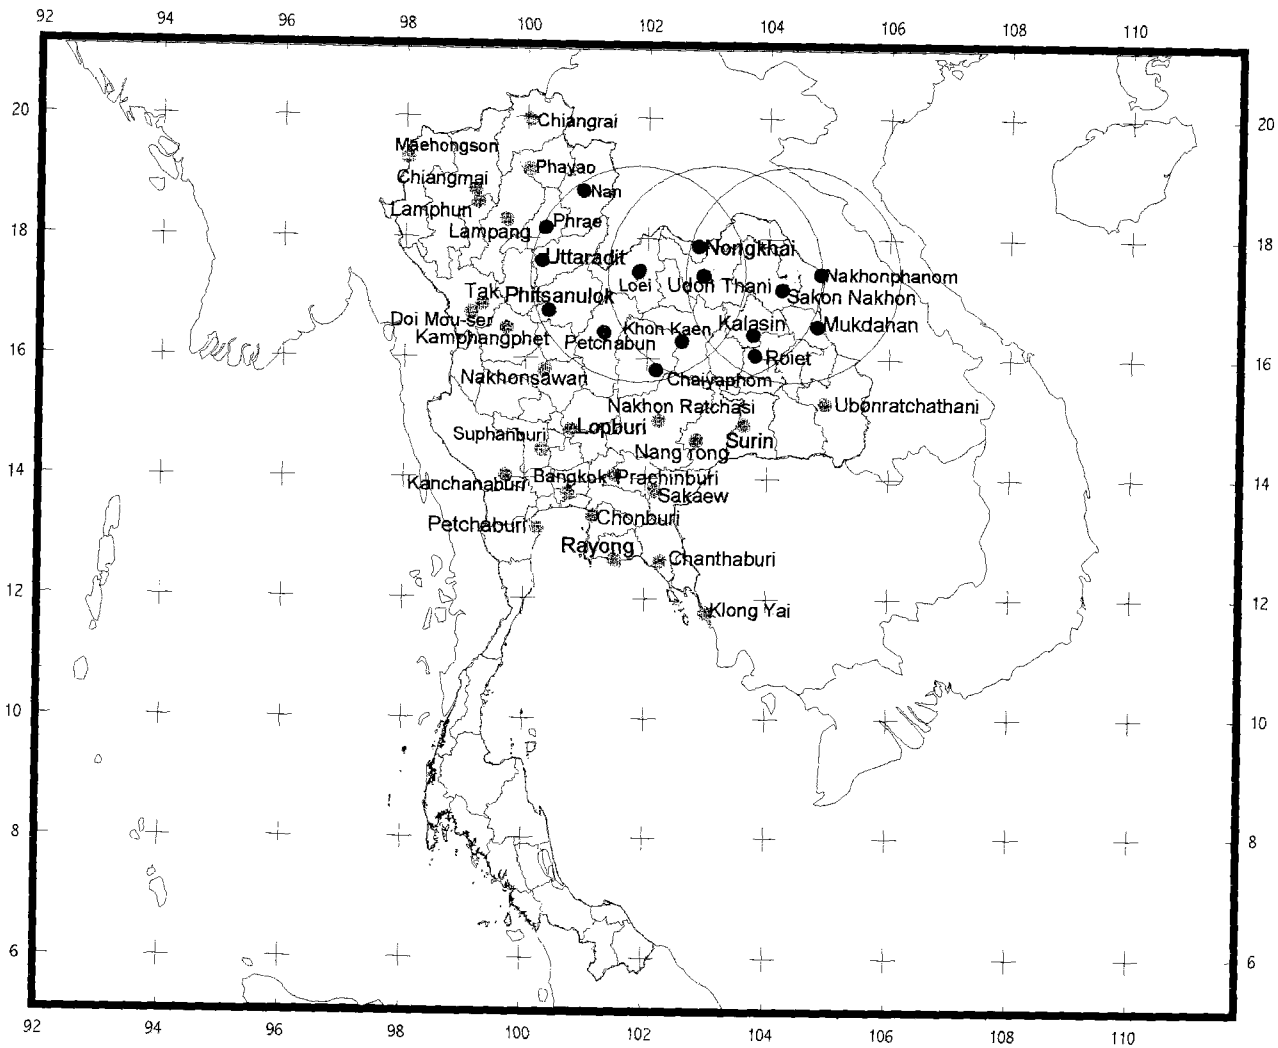 92 94 96 98 100 102 104 106 108 110
20 20
Chiangrai
Maehongson
Phayao
Chiangmai
Nan
Lamphun
Phrae
Lampang
18 18
Nongkhai
Uttaradit
Nakhonphanom
Loei
Udon Thani
Tak
Phitsanulok
Sakon Nakhon
Doi Mou-ser
Kalasin
Mukdahan
Khon Kaen
Kamphangphet
Petchabun
16 16
Roiet
Nakhonsawan
Chaiyaphom
Nakhon Ratchasi
Ubonratchathani
Lopburi
Suphanburi
Surin
Nang rong
14 14
Bangkok
Prachinburi
Kanchanaburi
Sakaew
Petchaburi
Chonburi
Rayong
Chanthaburi
12 12
Klong Yai
10 10
8 8
6 6
92 94 96 98 100 102 104 106 108 110